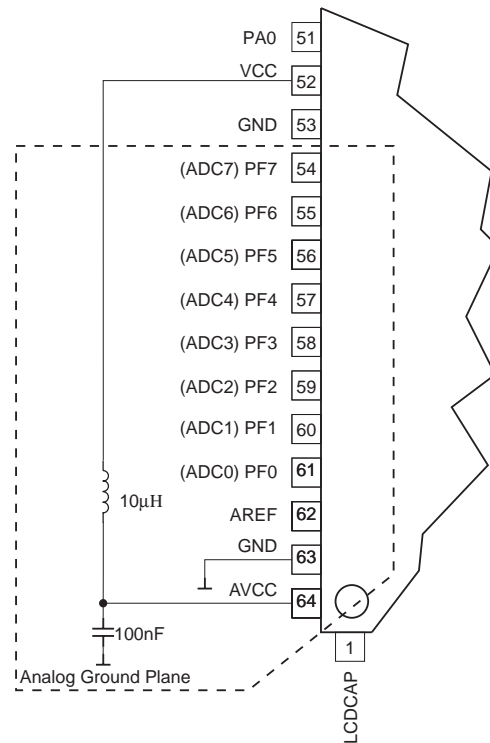 PA0 51
VCC 52
GND 53
(ADC7) PF7 54
(ADC6) PF6 55
(ADC5) PF5 56
(ADC4) PF4 57
(ADC3) PF3 58
(ADC2) PF2 59
(ADC1) PF1 60
(ADC0) PF0 61
10μH
AREF 62
GND 63
AVCC 64
100nF
Analog Ground Plane
1
LCDCAP